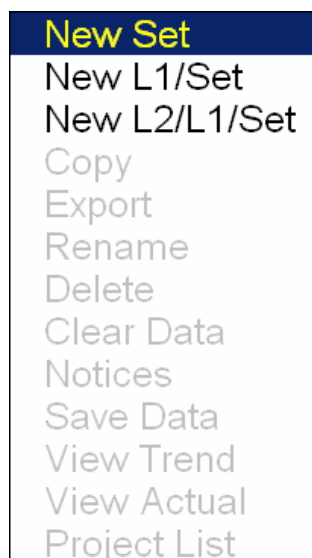 New Set
New L1/Set
New L2/L1/Set
Copy
Export
Rename
Delete
Clear Data
Notices
Save Data
View Trend
View Actual
Project List